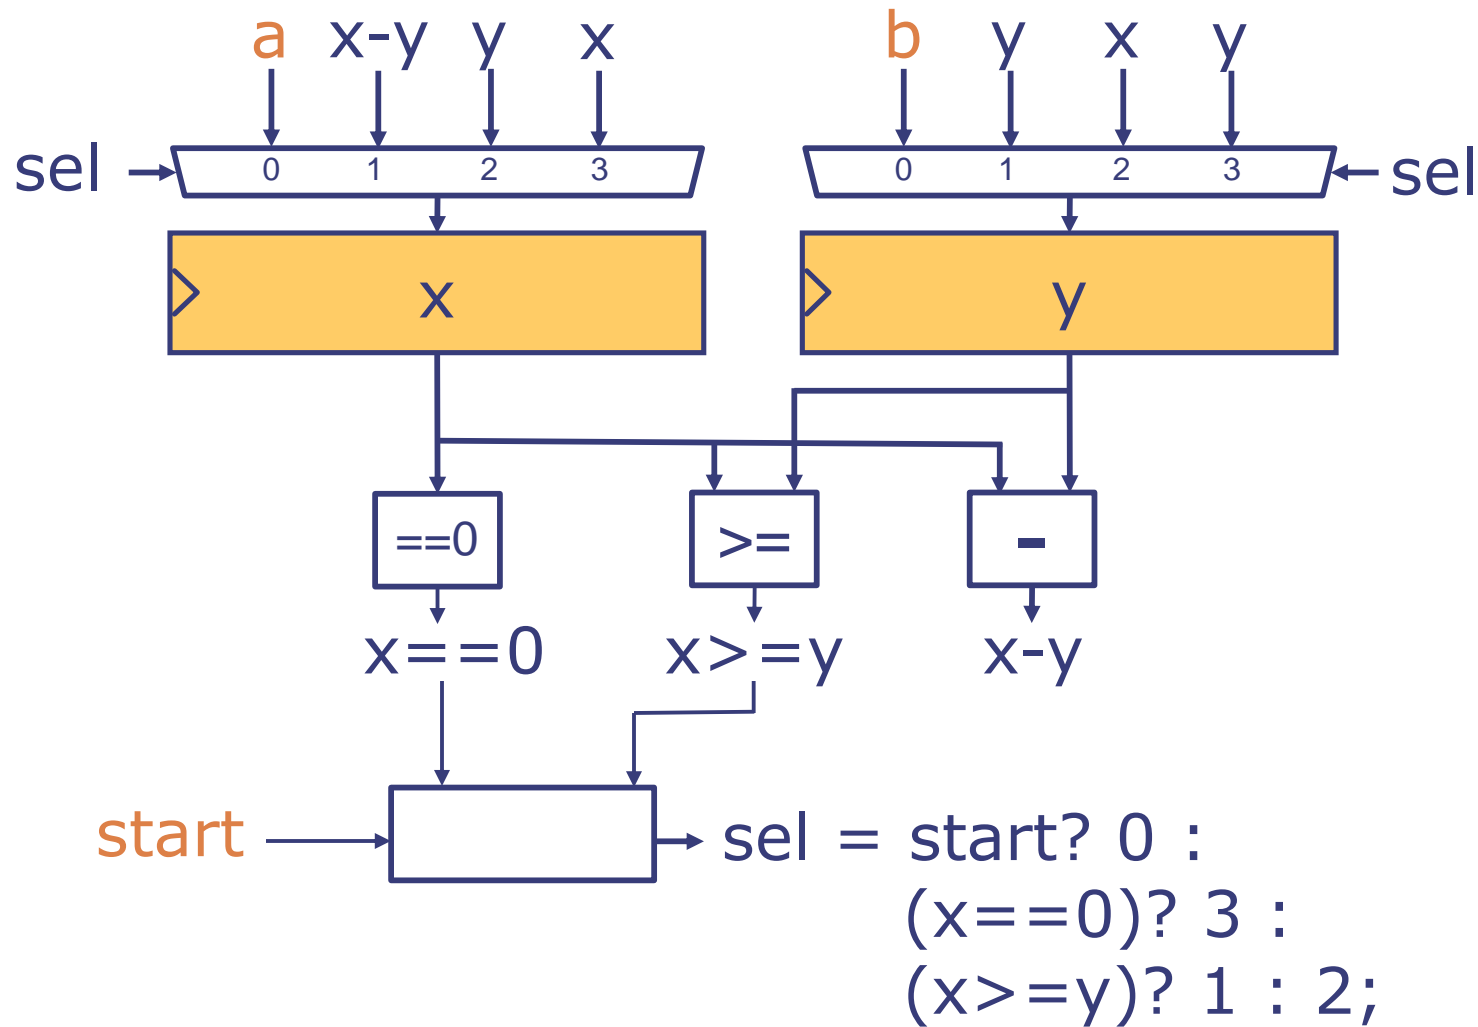 a x-y y x b y x y
sel 0 1 2 3 0 1 2 3 sel
x y
==0 >= -
x==0 x>=y x-y
start sel = start? 0 :
(x==0)? 3 :
(x>=y)? 1 : 2;